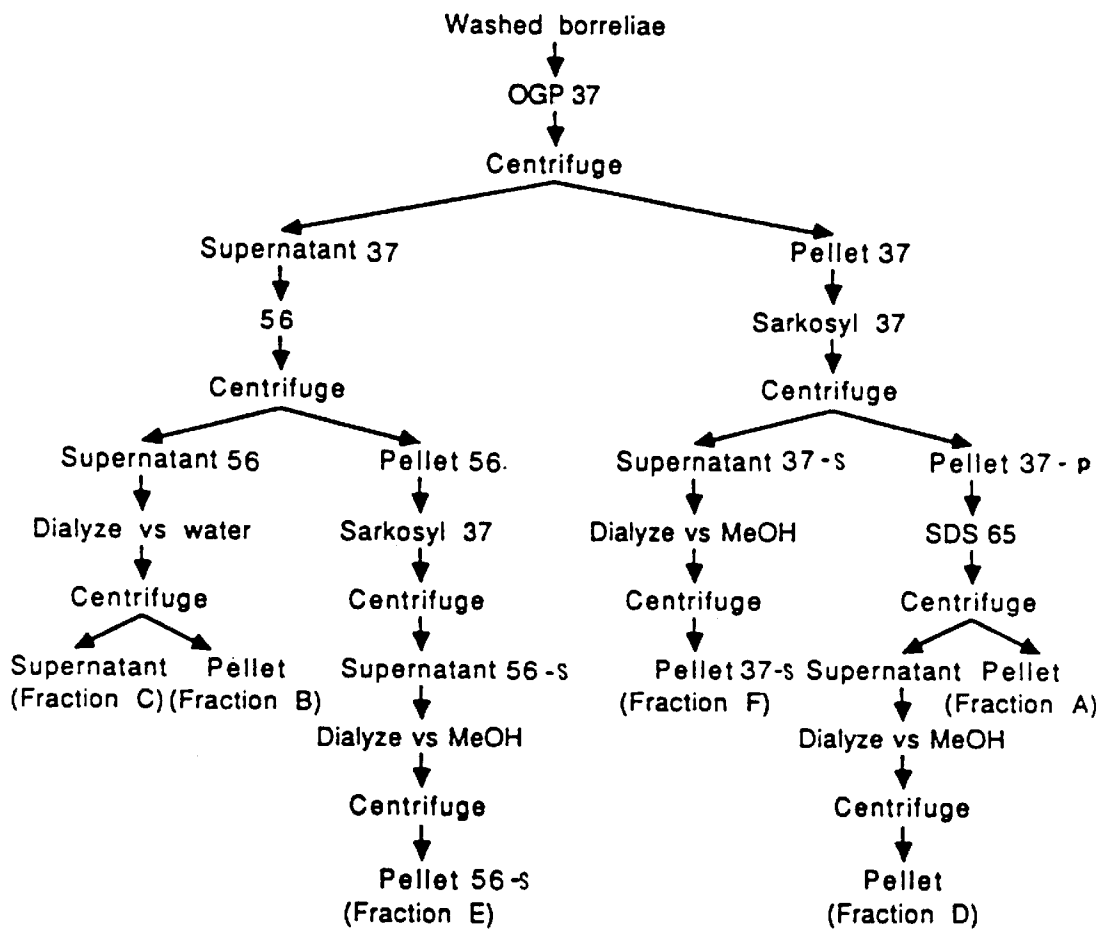 Washed borreliae
OGP 37
Centrifuge
Supernatant 37
Pellet 37
56
Sarkosyl 37
Centrifuge
Centrifuge
Supernatant 56
Pellet 56.
Supernatant 37-s
Pellet 37-p
Dialyze vs water
Sarkosyl 37
Dialyze vs MeOH
SDS 65
Centrifuge
Centrifuge
Centrifuge
Centrifuge
Supernatant
(Fraction C)
Pellet
(Fraction B)
Supernatant 56-s
Pellet 37-s
(Fraction F)
Supernatant
Pellet
(Fraction A)
Dialyze vs MeOH
Dialyze vs MeOH
Centrifuge
Centrifuge
Pellet 56-s
(Fraction E)
Pellet
(Fraction D)